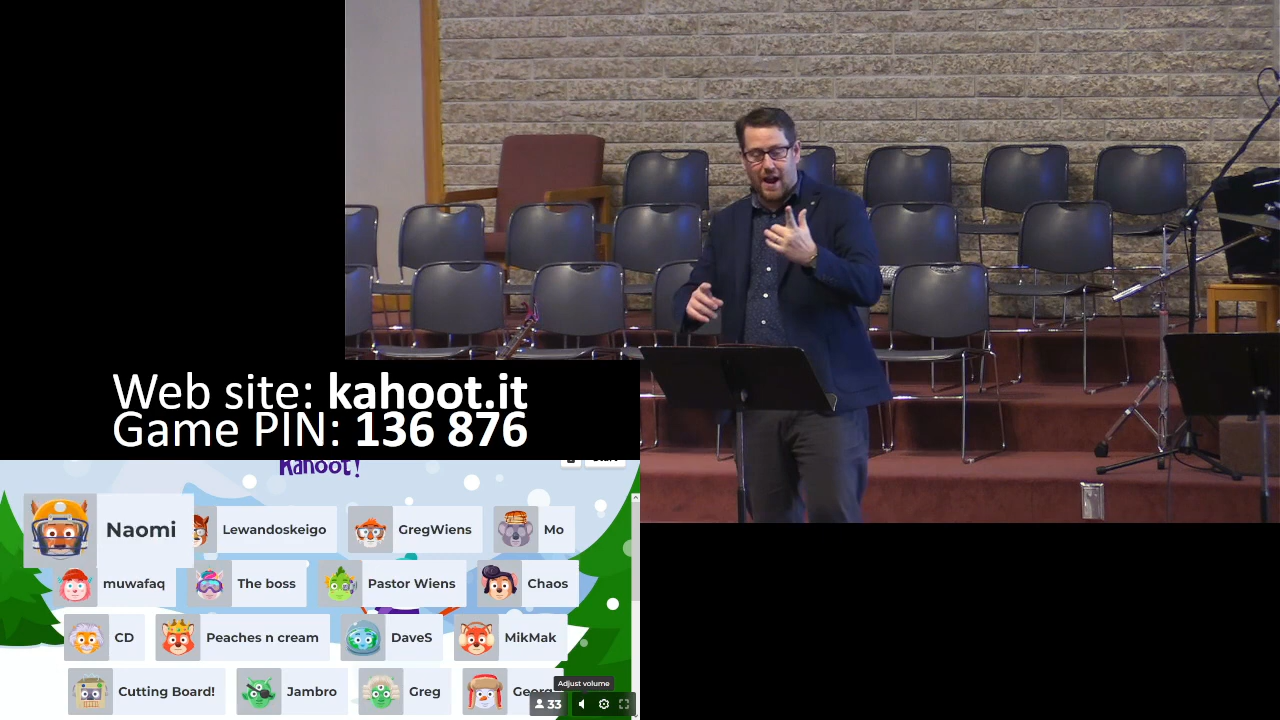 Web site: kahoot.it
Game PIN: 136 876
Kahoot!
Naomi
Lewandoskeigo
GregWiens
Mo
muwafaq
The boss
Pastor Wiens
Chaos
CD
Peaches n cream
DaveS
MikMak
Cutting Board!
Jambro
Greg
Adjust volume
33